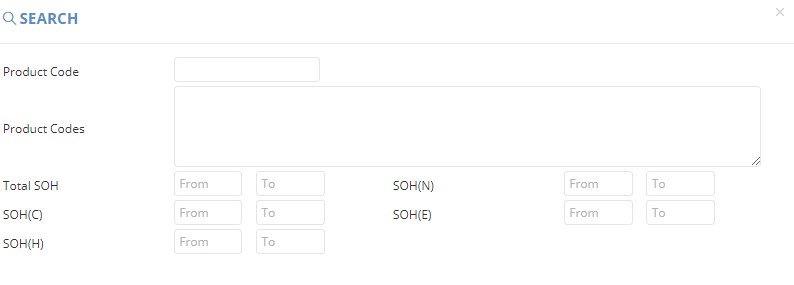 SEARCH
×
Product Code
Product Codes
Total SOH From To SOH(N) From To
SOH(C) From To SOH(E) From To
SOH(H) From To